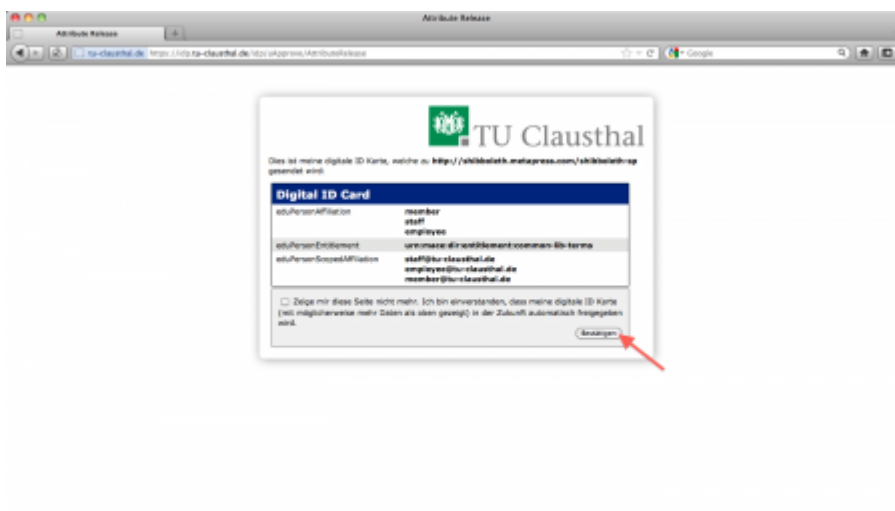 Attribute Release
Attribute Release
tu-clausthal.de https://idp.tu-clausthal.de/idp/uApprove/AttributeRelease
Google
TU Clausthal
Dies ist meine digitale ID Karte, welche zu http://shibboleth.metapress.com/shibboleth-sp
gesendet wird:
Digital ID Card
eduPersonAffiliation member
staff
employee
eduPersonEntitlement urn:mace:dir:entitlement:common-lib-terms
eduPersonScopedAffiliation staff@tu-clausthal.de
employee@tu-clausthal.de
member@tu-clausthal.de
Zeige mir diese Seite nicht mehr. Ich bin einverstanden, dass meine digitale ID Karte
(mit möglicherweise mehr Daten als oben gezeigt) in der Zukunft automatisch freigegeben
wird.
Bestätigen